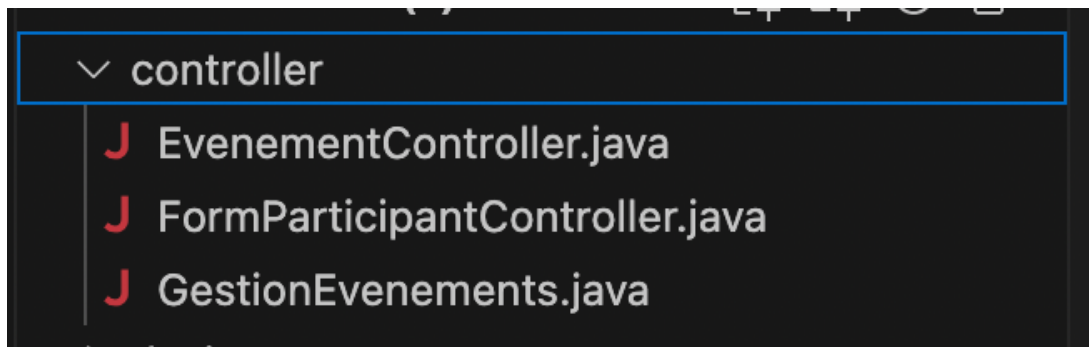 controller
J EvenementController.java
J FormParticipantController.java
J GestionEvenements.java